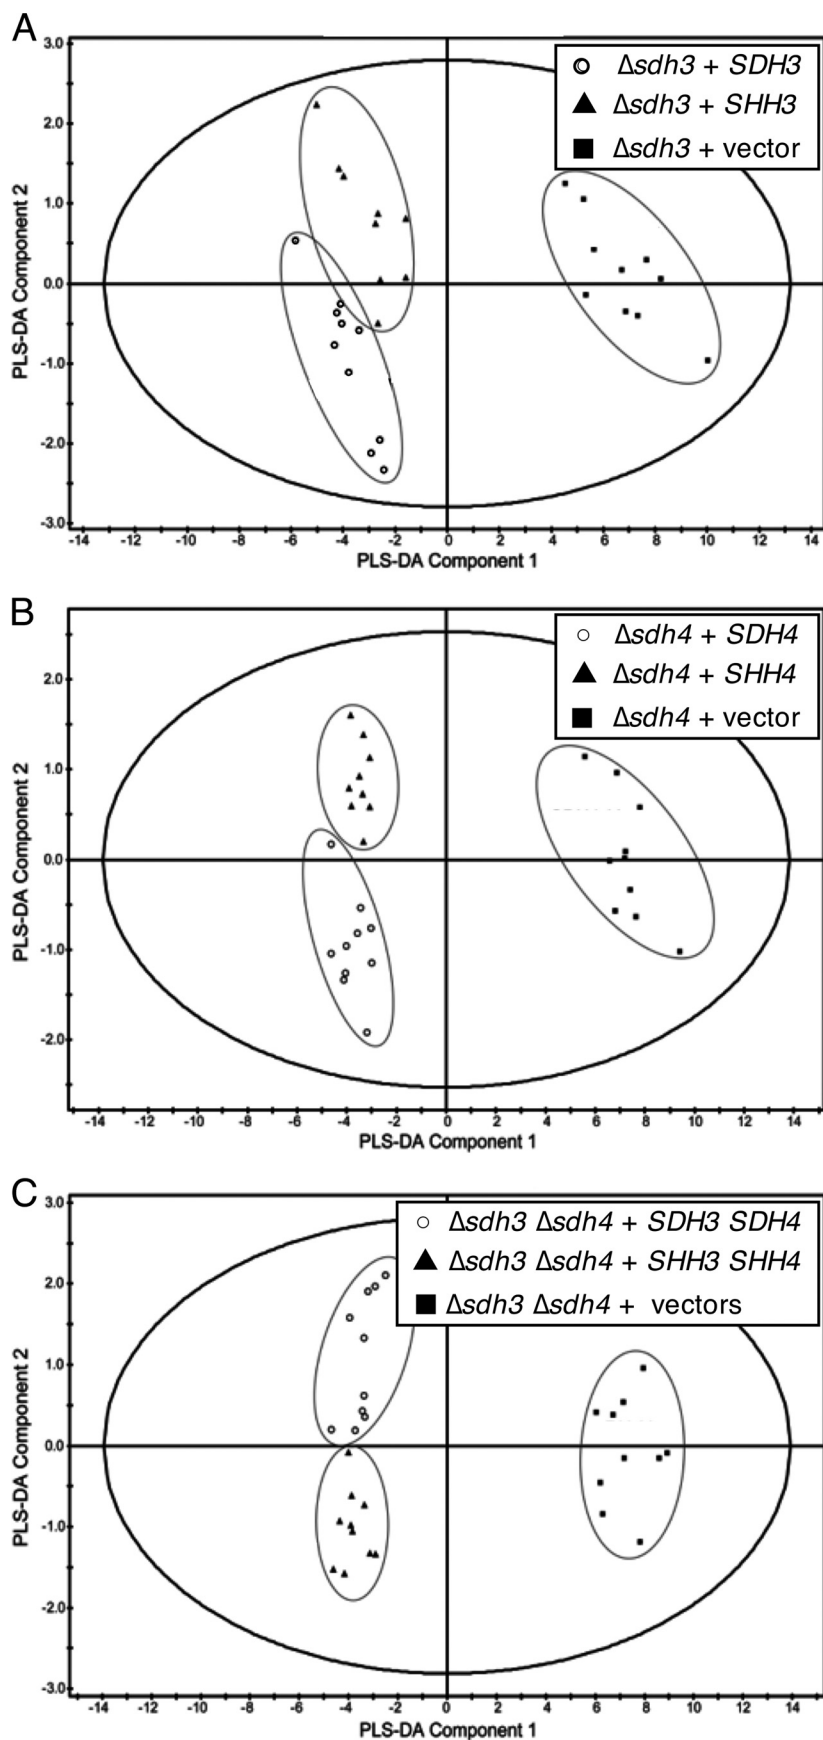 A
Δsdh3 + SDH3
Δsdh3 + SHH3
Δsdh3 + vector
3.0
2.0
1.0
0.0
-1.0
-2.0
-3.0
PLS-DA Component 2
-14 -12 -10 -8 -6 -4 -2 0 2 4 6 8 10 12 14
PLS-DA Component 1
B
Δsdh4 + SDH4
Δsdh4 + SHH4
Δsdh4 + vector
2.0
1.0
0.0
-1.0
-2.0
PLS-DA Component 2
-14 -12 -10 -8 -6 -4 -2 0 2 4 6 8 10 12 14
PLS-DA Component 1
C
Δsdh3 Δsdh4 + SDH3 SDH4
Δsdh3 Δsdh4 + SHH3 SHH4
Δsdh3 Δsdh4 + vectors
3.0
2.0
1.0
0.0
-1.0
-2.0
-3.0
PLS-DA Component 2
-14 -12 -10 -8 -6 -4 -2 0 2 4 6 8 10 12 14
PLS-DA Component 1